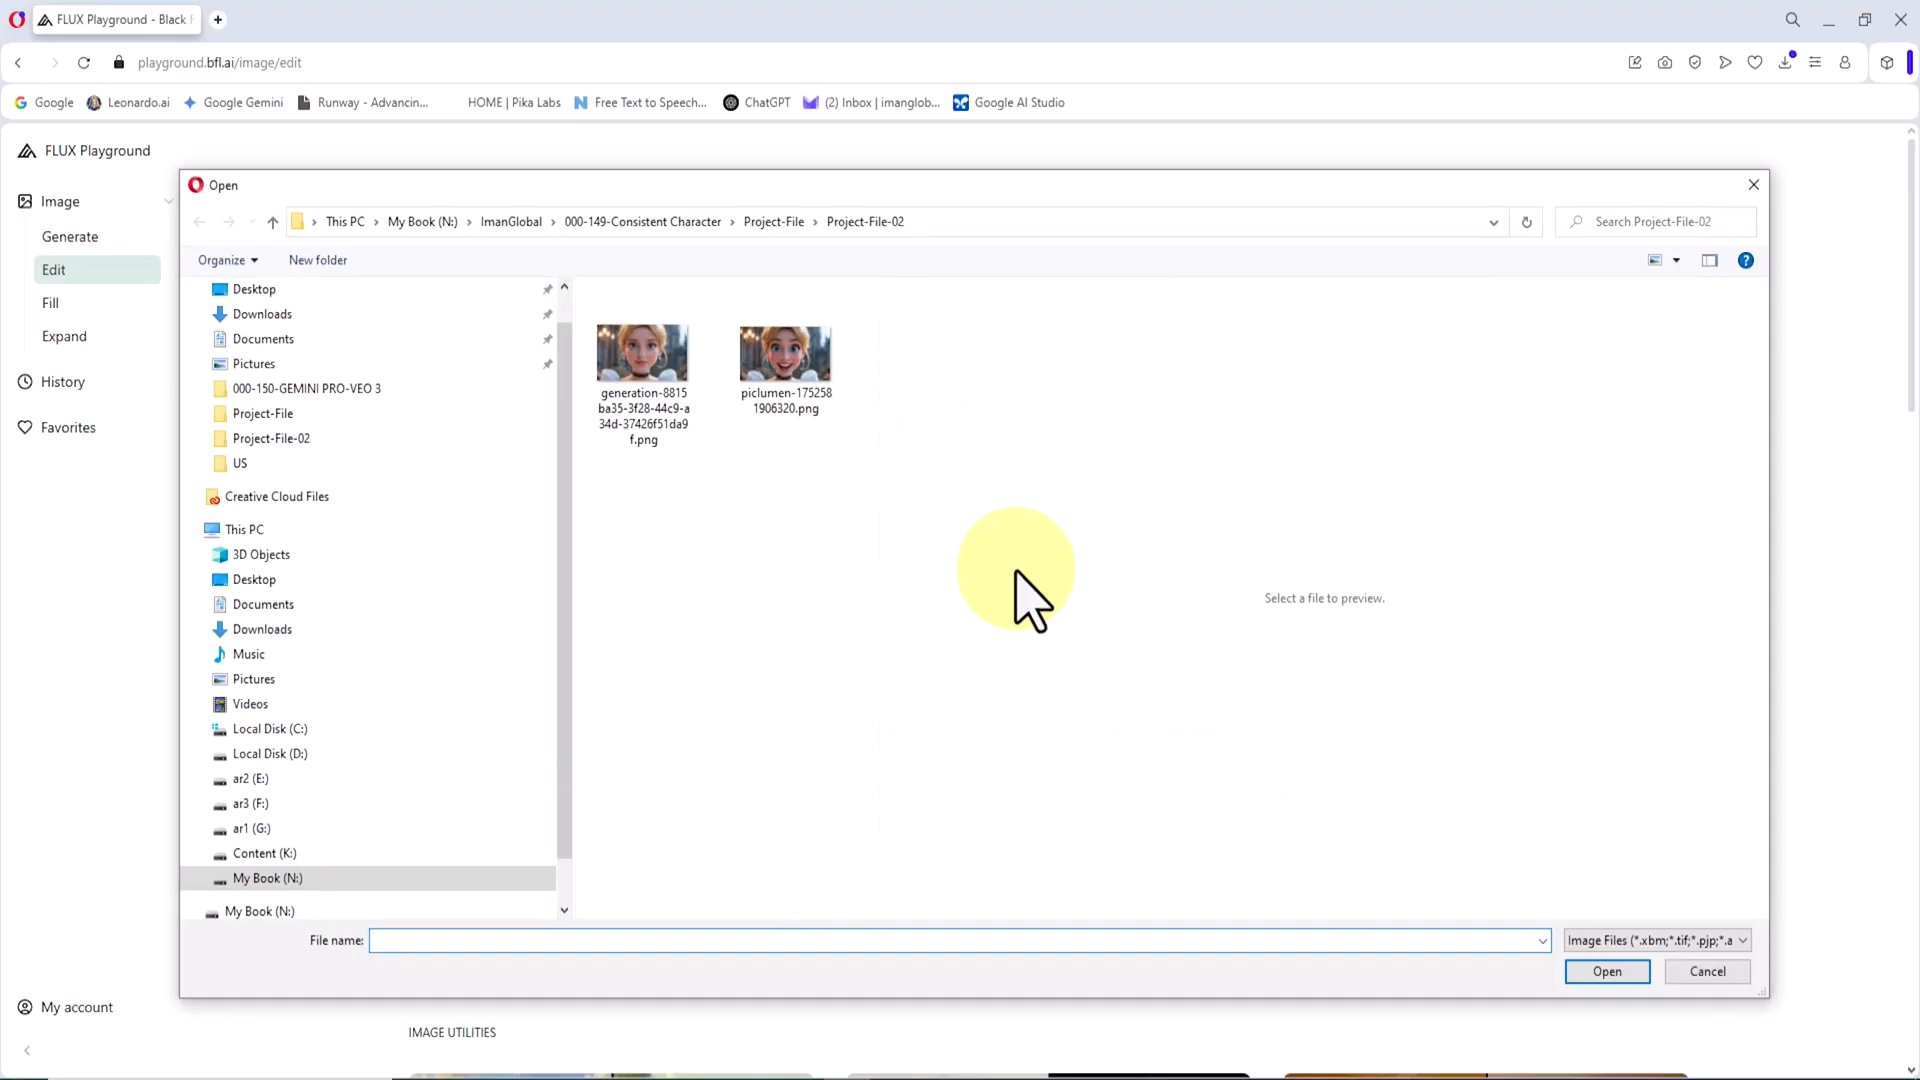 FLUX Playground - Black F
playground.bfl.ai/image/edit
Google
Leonardo.ai
Google Gemini
Runway - Advancin...
HOME | Pika Labs
Free Text to Speech...
ChatGPT
(2) Inbox | imanglob...
Google AI Studio
FLUX Playground
Image
Generate
Edit
Fill
Expand
History
Favorites
My account
Open
This PC > My Book (N:) > ImanGlobal > 000-149-Consistent Character > Project-File > Project-File-02
Search Project-File-02
Organize
New folder
Desktop
Downloads
Documents
Pictures
000-150-GEMINI PRO-VEO 3
Project-File
Project-File-02
US
Creative Cloud Files
This PC
3D Objects
Desktop
Documents
Downloads
Music
Pictures
Videos
Local Disk (C:)
Local Disk (D:)
ar2 (E:)
ar3 (F:)
ar1 (G:)
Content (K:)
My Book (N:)
My Book (N:)
generation-8815
ba35-3f28-44c9-a
34d-37426f51da9
f.png
piclumen-175258
1906320.png
Select a file to preview.
File name:
Image Files (*.xbm;*.tif;*.pjp;*.a
Open
Cancel
IMAGE UTILITIES